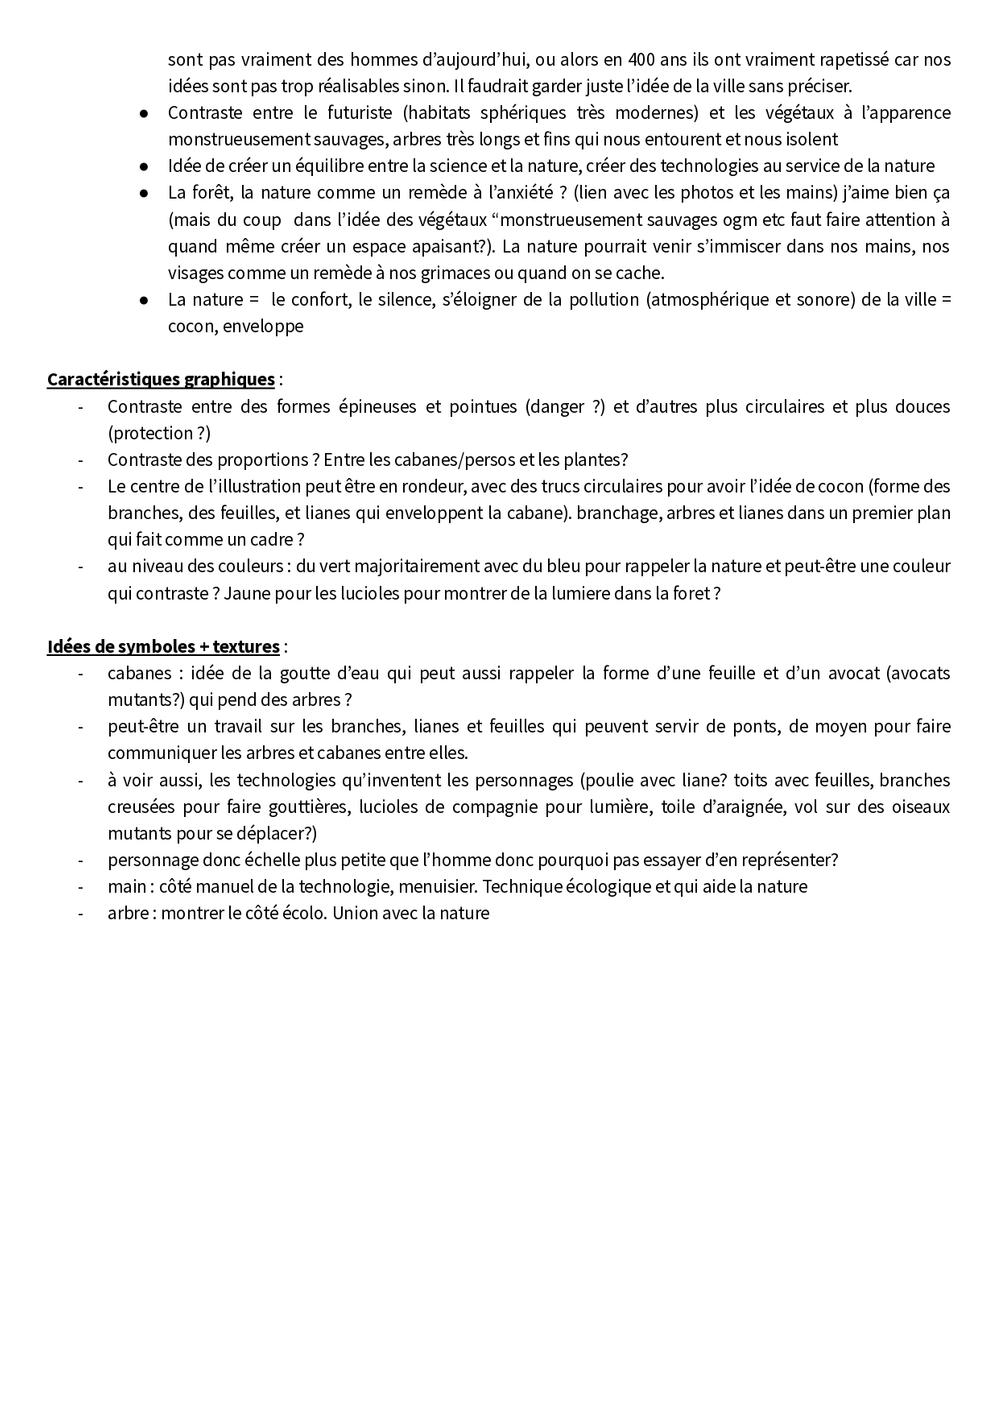 sont pas vraiment des hommes d’aujourd’hui, ou alors en 400 ans ils ont vraiment rapetissé car nos
idées sont pas trop réalisables sinon. Il faudrait garder juste l’idée de la ville sans préciser.
● Contraste entre le futuriste (habitats sphériques très modernes) et les végétaux à l’apparence
monstrueusement sauvages, arbres très longs et fins qui nous entourent et nous isolent
● Idée de créer un équilibre entre la science et la nature, créer des technologies au service de la nature
● La forêt, la nature comme un remède à l’anxiété ? (lien avec les photos et les mains) j’aime bien ça
(mais du coup  dans l’idée des végétaux “monstrueusement sauvages ogm etc faut faire attention à
quand même créer un espace apaisant?). La nature pourrait venir s’immiscer dans nos mains, nos
visages comme un remède à nos grimaces ou quand on se cache.
● La nature =  le confort, le silence, s’éloigner de la pollution (atmosphérique et sonore) de la ville =
cocon, enveloppe
Caractéristiques graphiques :
- Contraste entre des formes épineuses et pointues (danger ?) et d’autres plus circulaires et plus douces
(protection ?)
- Contraste des proportions ? Entre les cabanes/persos et les plantes?
- Le centre de l’illustration peut être en rondeur, avec des trucs circulaires pour avoir l’idée de cocon (forme des
branches, des feuilles, et lianes qui enveloppent la cabane). branchage, arbres et lianes dans un premier plan
qui fait comme un cadre ?
- au niveau des couleurs : du vert majoritairement avec du bleu pour rappeler la nature et peut-être une couleur
qui contraste ? Jaune pour les lucioles pour montrer de la lumiere dans la foret ?
Idées de symboles + textures :
- cabanes : idée de la goutte d’eau qui peut aussi rappeler la forme d’une feuille et d’un avocat (avocats
mutants?) qui pend des arbres ?
- peut-être un travail sur les branches, lianes et feuilles qui peuvent servir de ponts, de moyen pour faire
communiquer les arbres et cabanes entre elles.
- à voir aussi, les technologies qu’inventent les personnages (poulie avec liane? toits avec feuilles, branches
creusées pour faire gouttières, lucioles de compagnie pour lumière, toile d’araignée, vol sur des oiseaux
mutants pour se déplacer?)
- personnage donc échelle plus petite que l’homme donc pourquoi pas essayer d’en représenter?
- main : côté manuel de la technologie, menuisier. Technique écologique et qui aide la nature
- arbre : montrer le côté écolo. Union avec la nature